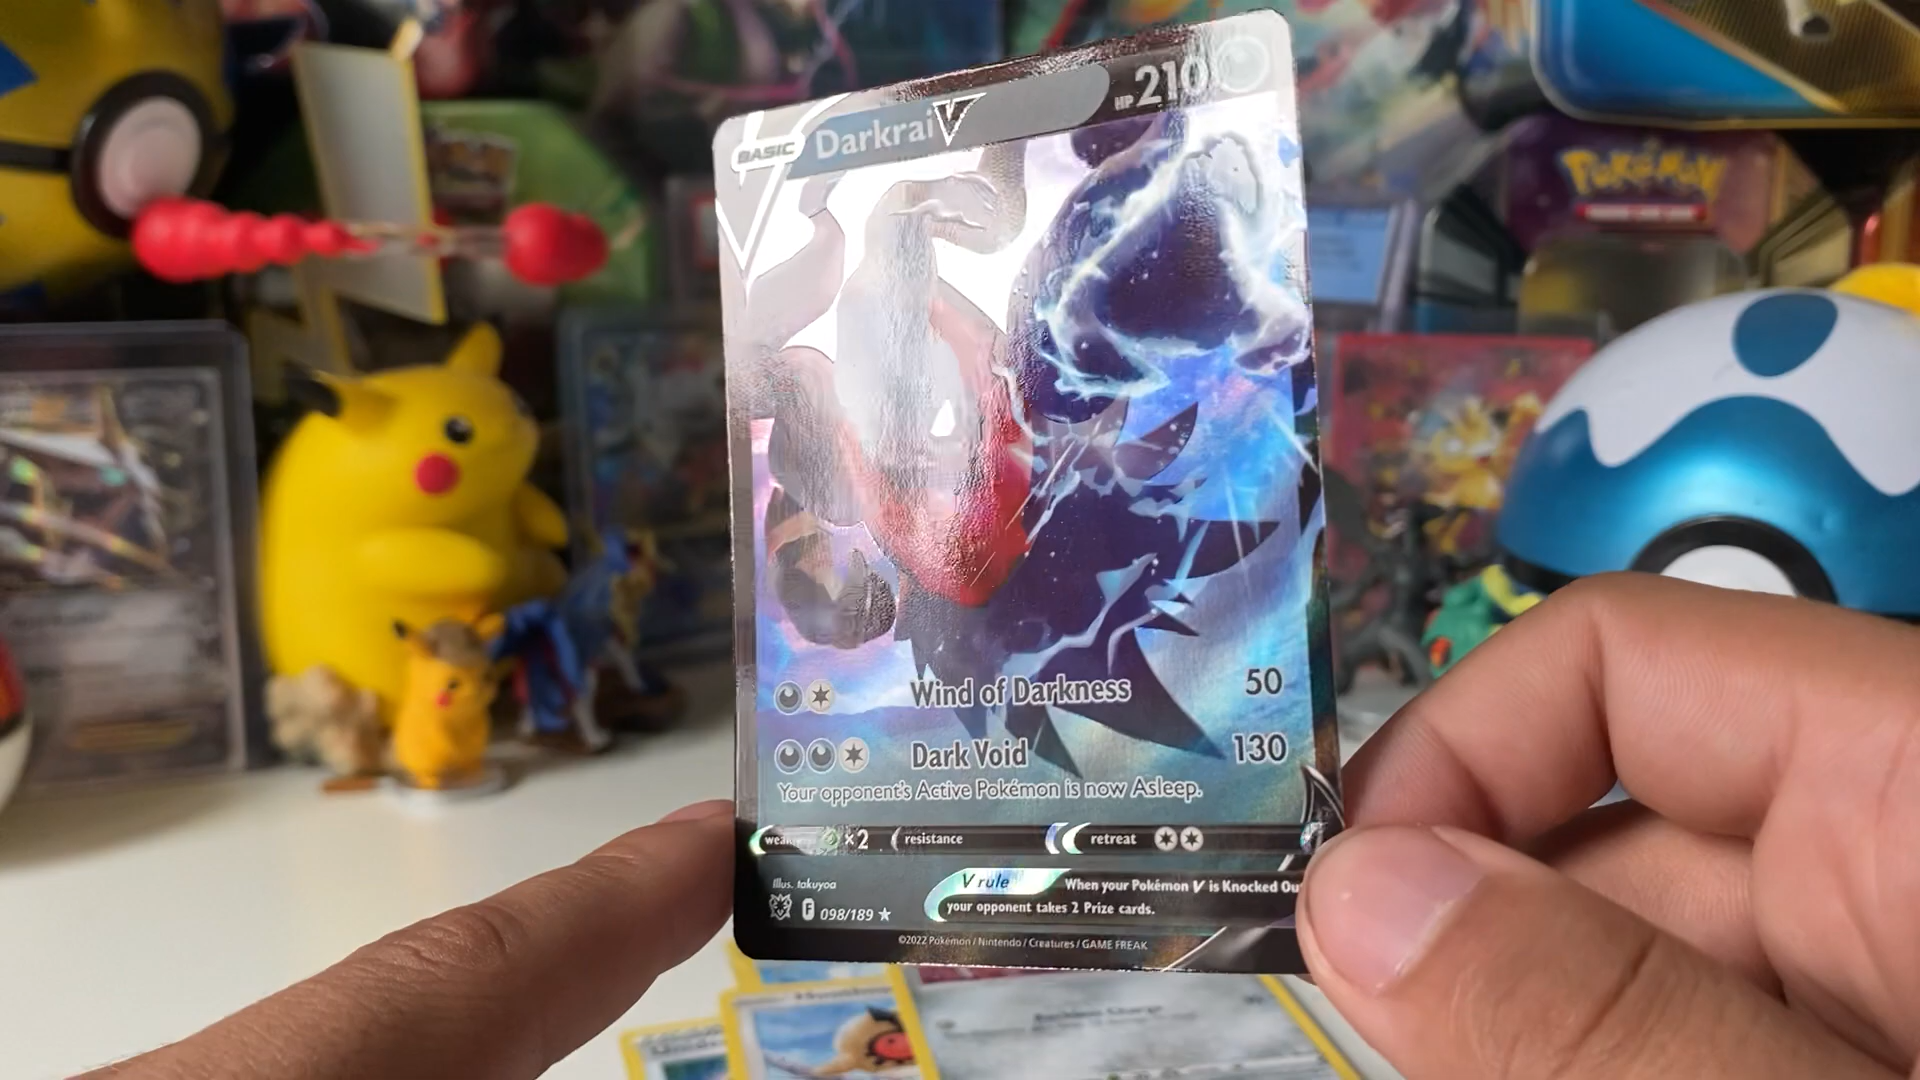 BASIC Darkrai V HP 210
POKéMON
Wind of Darkness 50
Dark Void 130
Your opponent's Active Pokémon is now Asleep.
weakness ×2 resistance retreat
V rule When your Pokémon V is Knocked Out
your opponent takes 2 Prize cards.
Illus. takuyoa
F 098/189 ★
©2022 Pokémon / Nintendo / Creatures / GAME FREAK